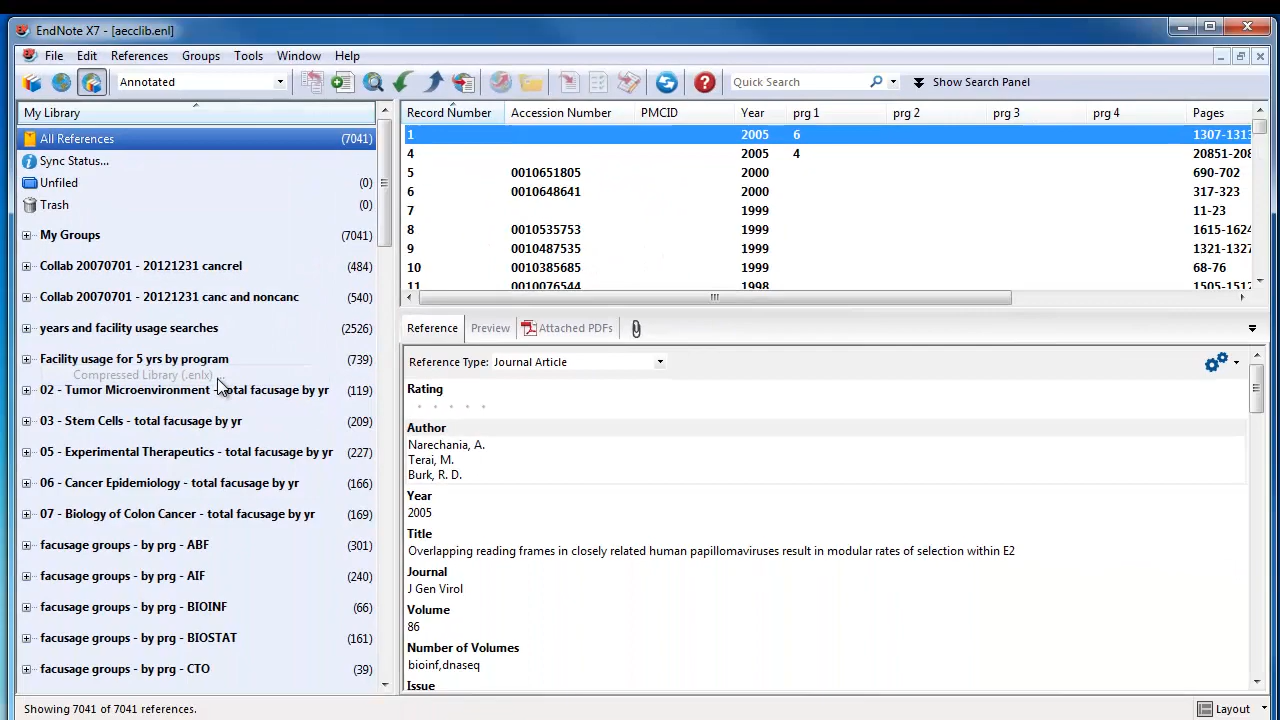 EndNote X7 - [aecclib.enl]
File Edit References Groups Tools Window Help
Annotated Quick Search Show Search Panel
My Library
All References (7041)
Sync Status...
Unfiled (0)
Trash (0)
My Groups (7041)
Collab 20070701 - 20121231 cancrel (484)
Collab 20070701 - 20121231 canc and noncanc (540)
years and facility usage searches (2526)
Facility usage for 5 yrs by program (739)
Compressed Library (.enlx)
02 - Tumor Microenvironment - total facusage by yr (119)
03 - Stem Cells - total facusage by yr (209)
05 - Experimental Therapeutics - total facusage by yr (227)
06 - Cancer Epidemiology - total facusage by yr (166)
07 - Biology of Colon Cancer - total facusage by yr (169)
facusage groups - by prg - ABF (301)
facusage groups - by prg - AIF (240)
facusage groups - by prg - BIOINF (66)
facusage groups - by prg - BIOSTAT (161)
facusage groups - by prg - CTO (39)
Record Number Accession Number PMCID Year prg 1 prg 2 prg 3 prg 4 Pages
1 2005 6 1307-1313
4 2005 4 20851-208
5 0010651805 2000 690-702
6 0010648641 2000 317-323
7 1999 11-23
8 0010535753 1999 1615-1624
9 0010487535 1999 1321-1327
10 0010385685 1999 68-76
11 0010076544 1998 1505-1512
Reference Preview Attached PDFs
Reference Type: Journal Article
Rating
Author
Narechania, A.
Terai, M.
Burk, R. D.
Year
2005
Title
Overlapping reading frames in closely related human papillomaviruses result in modular rates of selection within E2
Journal
J Gen Virol
Volume
86
Number of Volumes
bioinf,dnaseq
Issue
Showing 7041 of 7041 references.
Layout